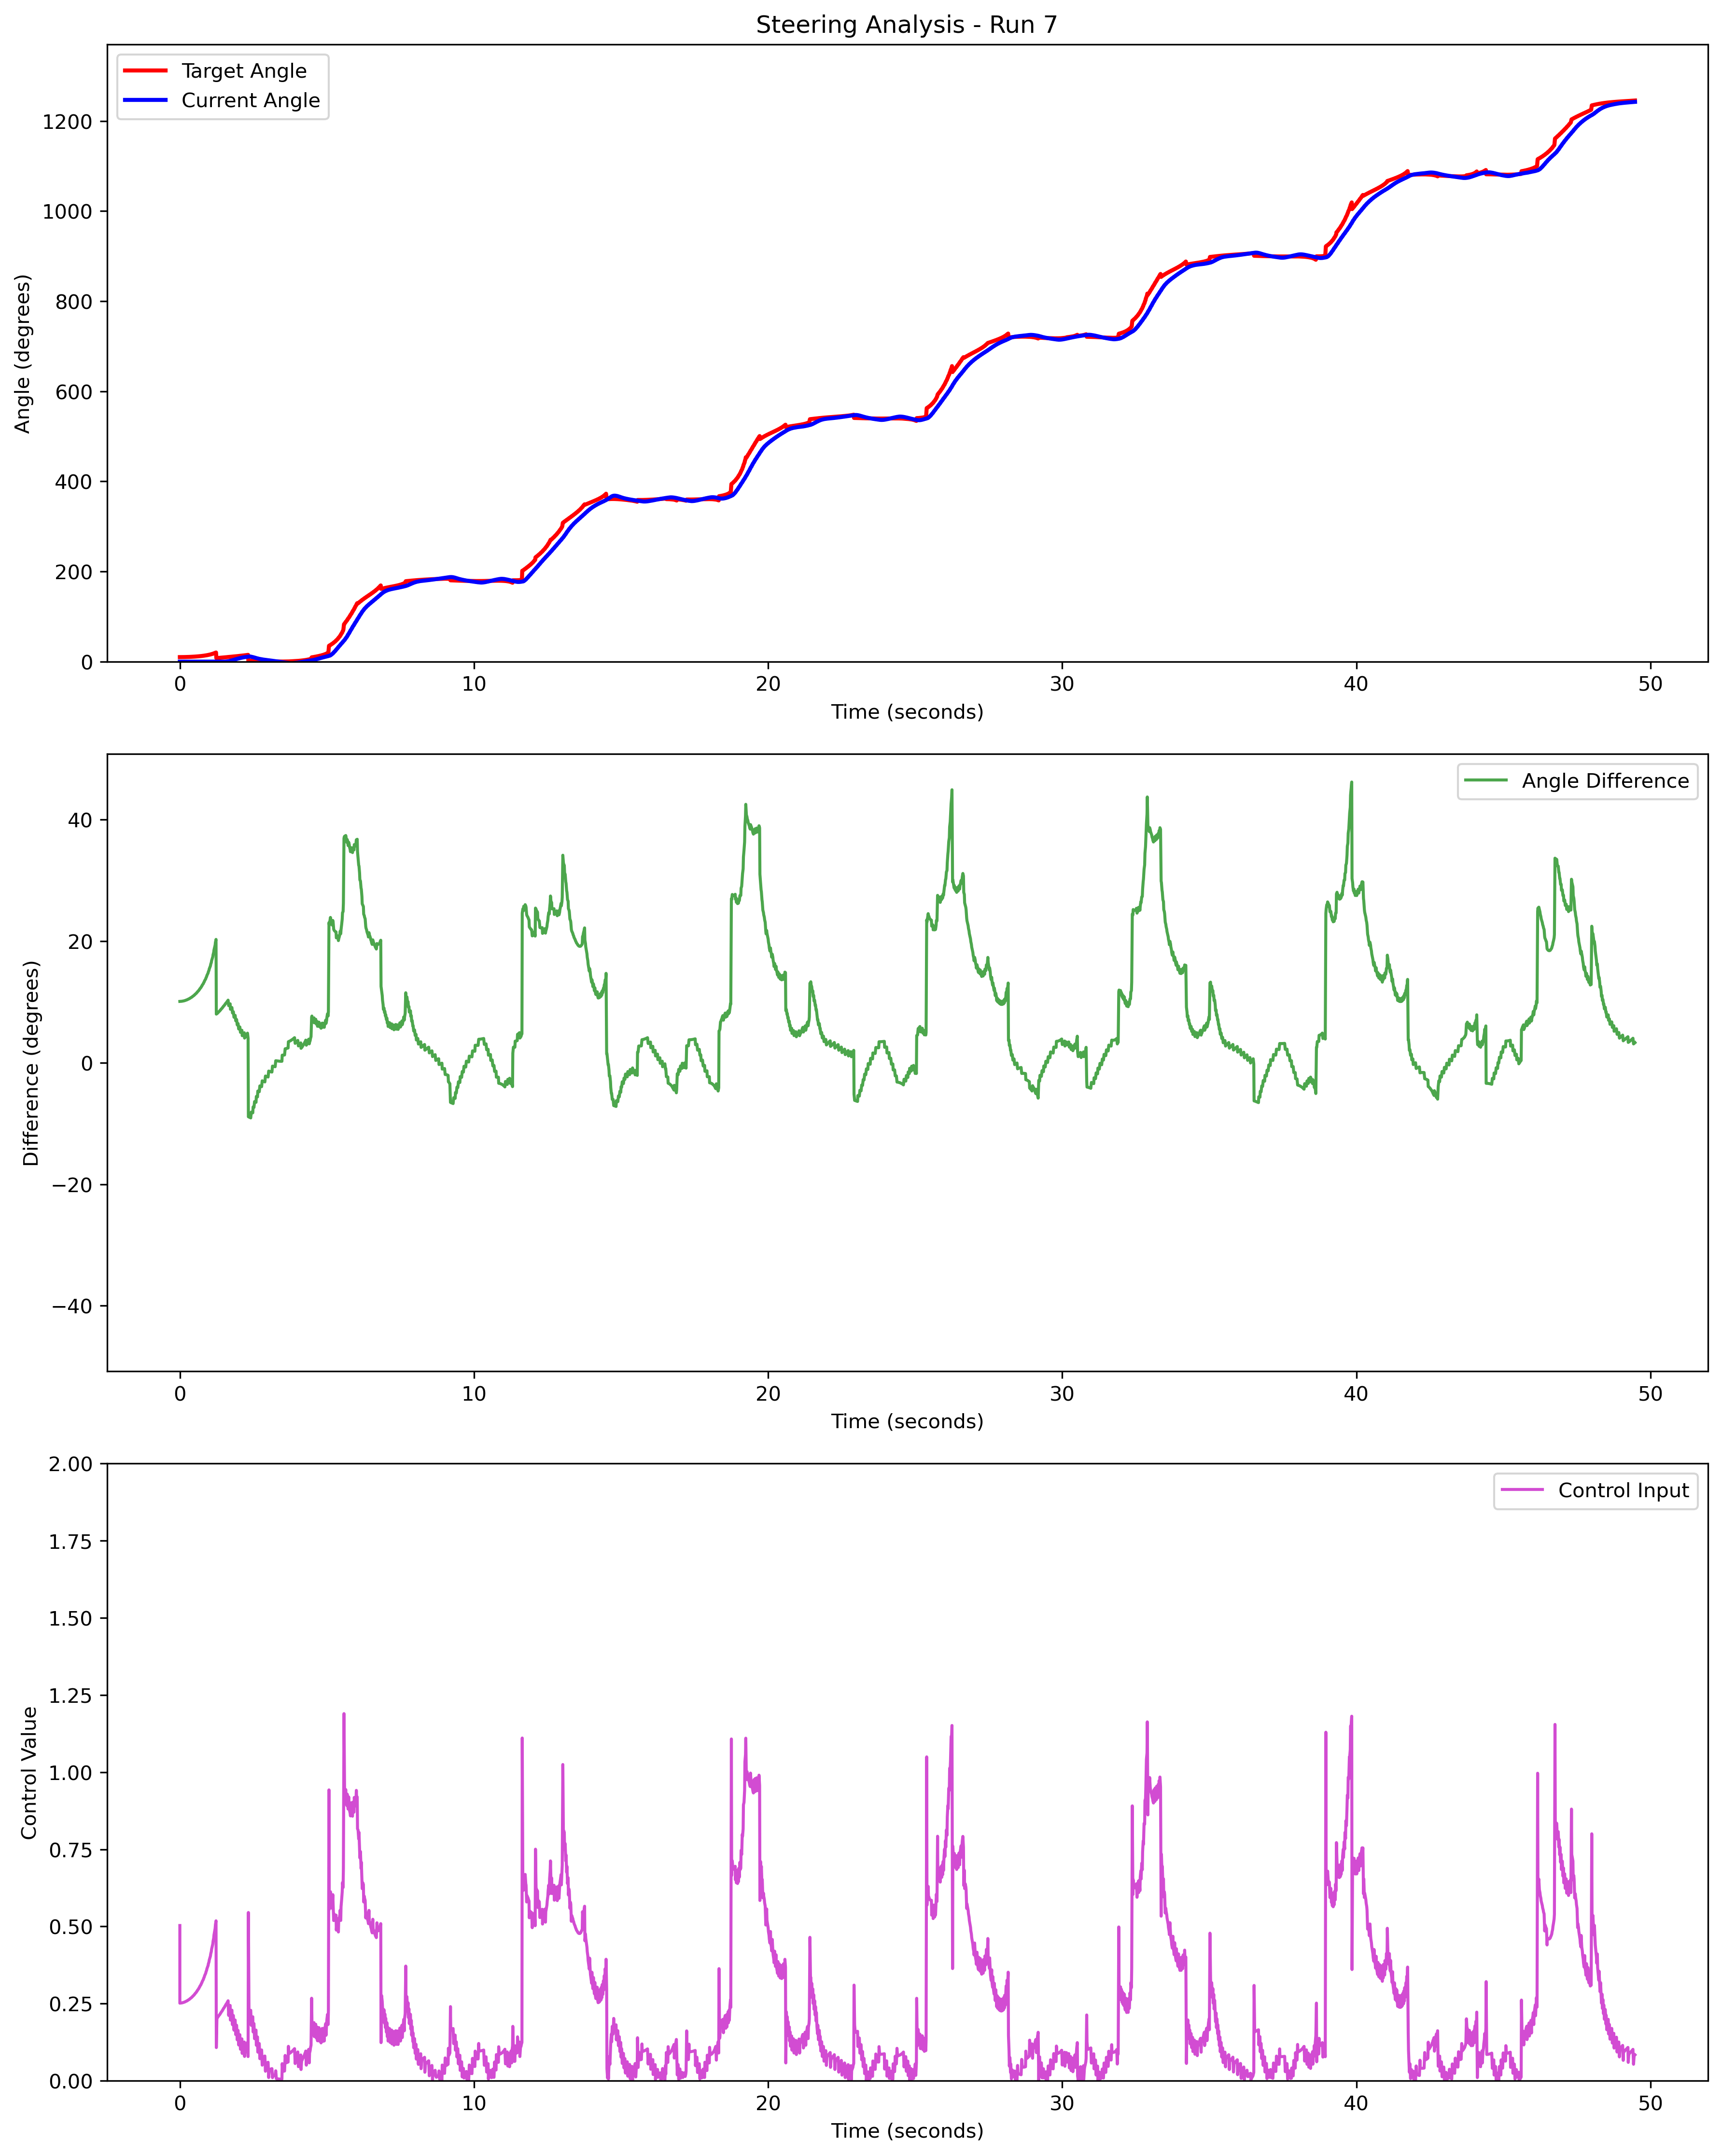 Steering Analysis - Run 7
Target Angle
Current Angle
Angle (degrees)
1200
1000
800
600
400
200
0
0 10 20 30 40 50
Time (seconds)
Angle Difference
Difference (degrees)
40
20
0
−20
−40
0 10 20 30 40 50
Time (seconds)
Control Input
Control Value
2.00
1.75
1.50
1.25
1.00
0.75
0.50
0.25
0.00
0 10 20 30 40 50
Time (seconds)